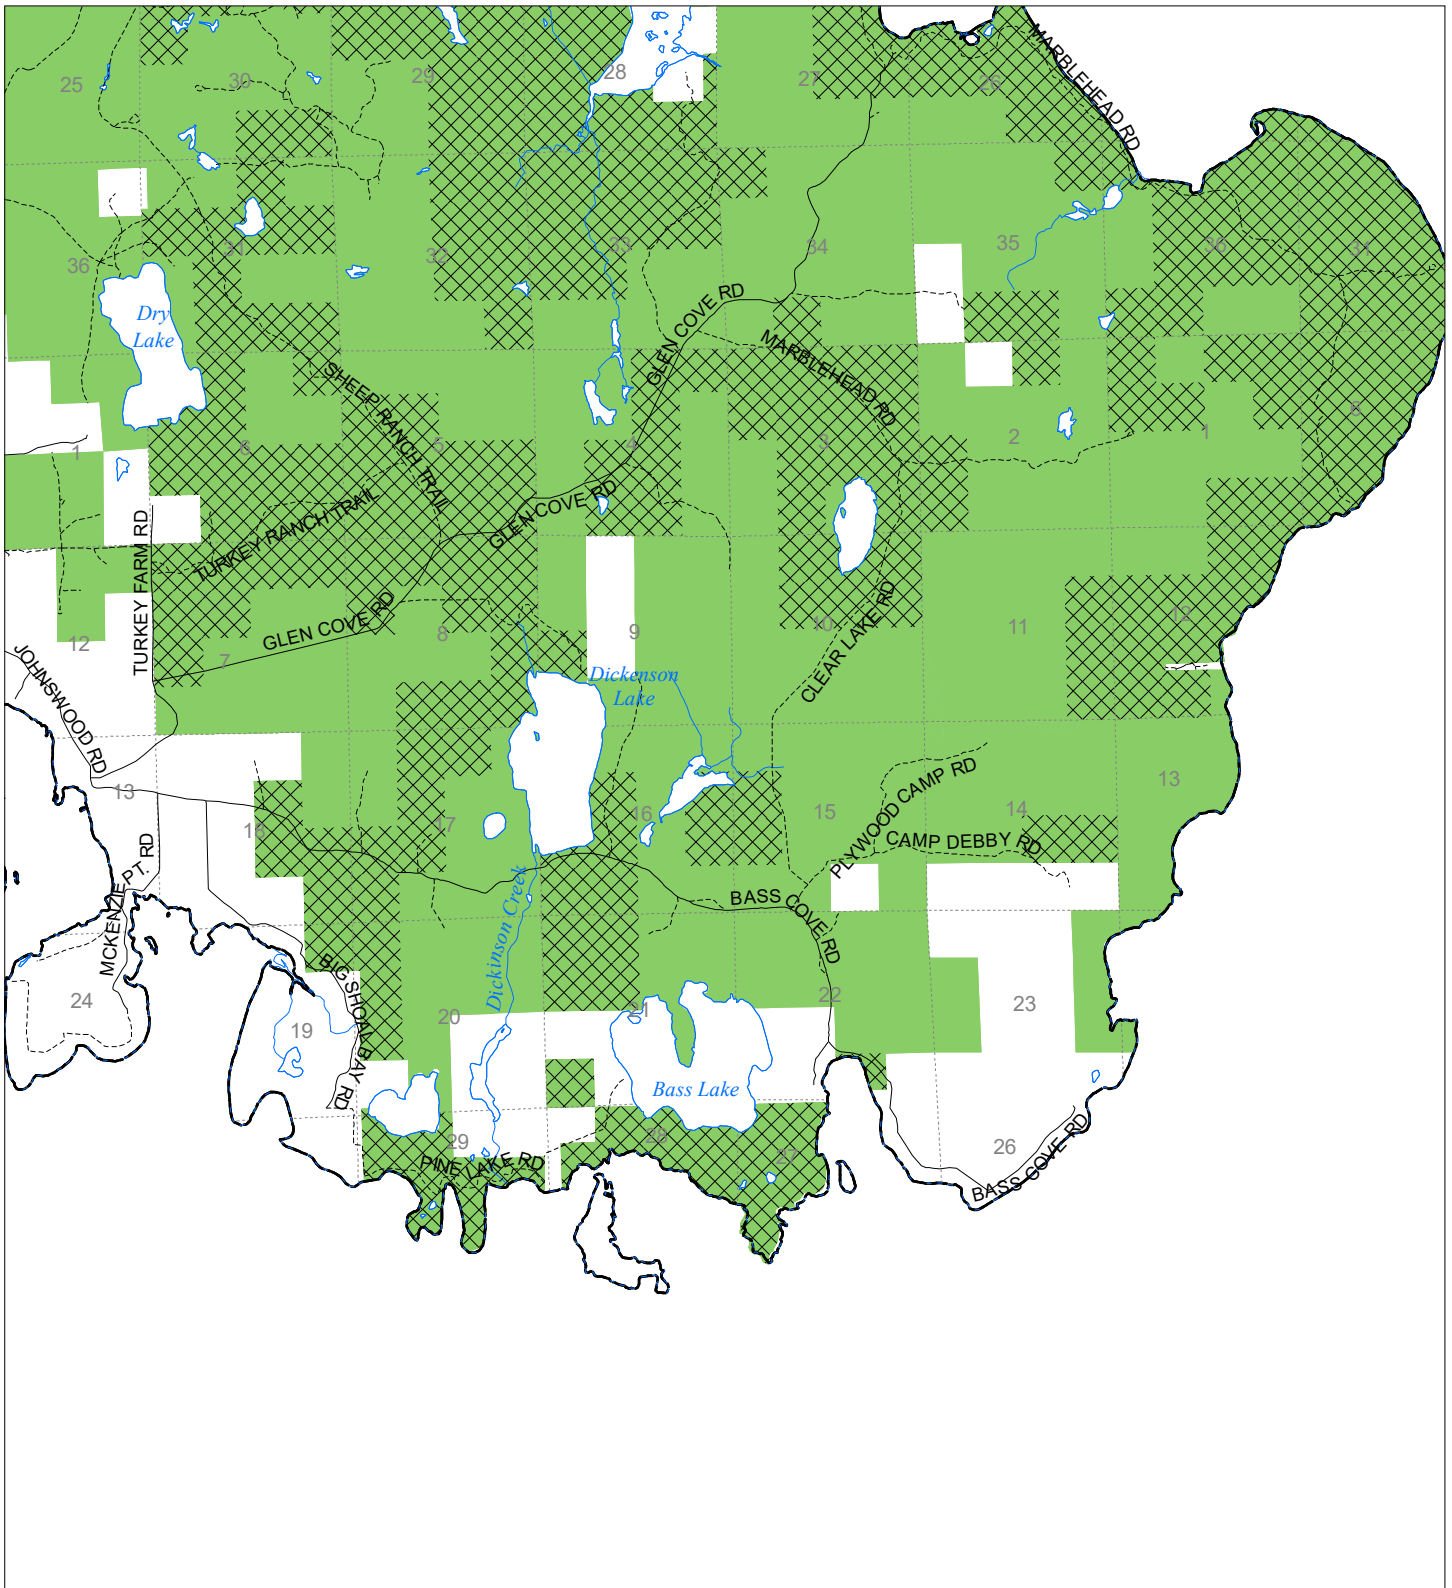 MARBLEHEAD RD
25
30
29
28
27
26
36
31
32
33
34
35
36
31
Dry
Lake
GLEN COVE RD
MARBLEHEAD RD
SHEEP RANCH TRAIL
1
6
5
4
3
2
1
6
TURKEY RANCH TRAIL
GLEN COVE RD
TURKEY FARM RD
GLEN COVE RD
12
7
8
9
10
11
12
JOHNSWOOD RD
Dickenson
Lake
CLEAR LAKE RD
13
18
17
16
15
14
13
PLYWOOD CAMP RD
CAMP DEBBY RD
MCKENZIE PT. RD
BASS COVE RD
Dickinson Creek
BIG SHOAL BAY RD
24
19
20
21
22
23
Bass Lake
29
28
27
26
PINE LAKE RD
BASS COVE RD